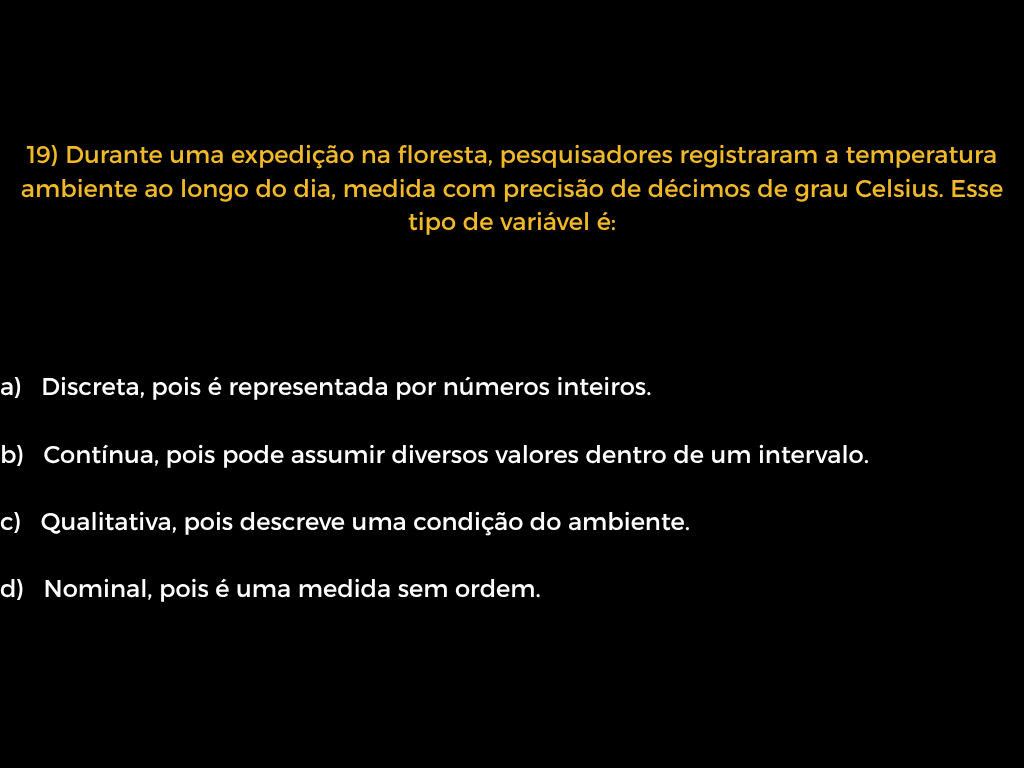 19) Durante uma expedição na floresta, pesquisadores registraram a temperatura
ambiente ao longo do dia, medida com precisão de décimos de grau Celsius. Esse
tipo de variável é:
a) Discreta, pois é representada por números inteiros.
b) Contínua, pois pode assumir diversos valores dentro de um intervalo.
c) Qualitativa, pois descreve uma condição do ambiente.
d) Nominal, pois é uma medida sem ordem.